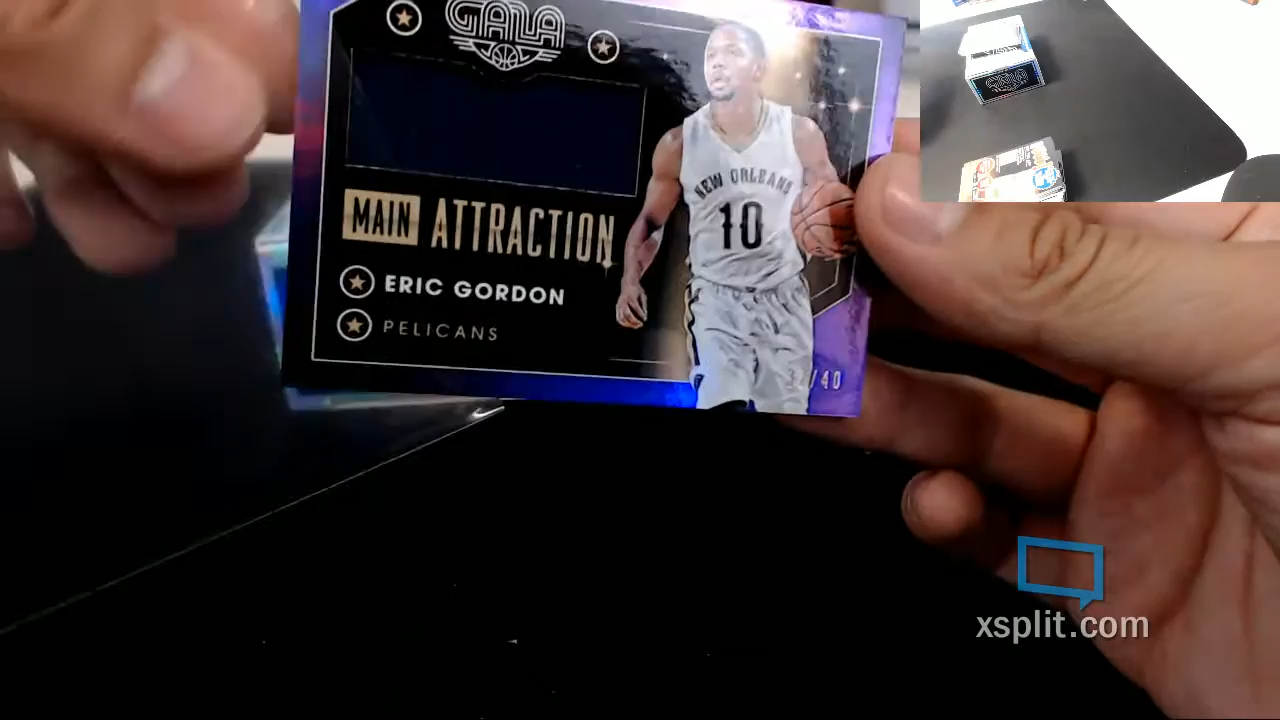 GALA
MAIN ATTRACTION
ERIC GORDON
PELICANS
NEW ORLEANS
10
/40
xsplit.com